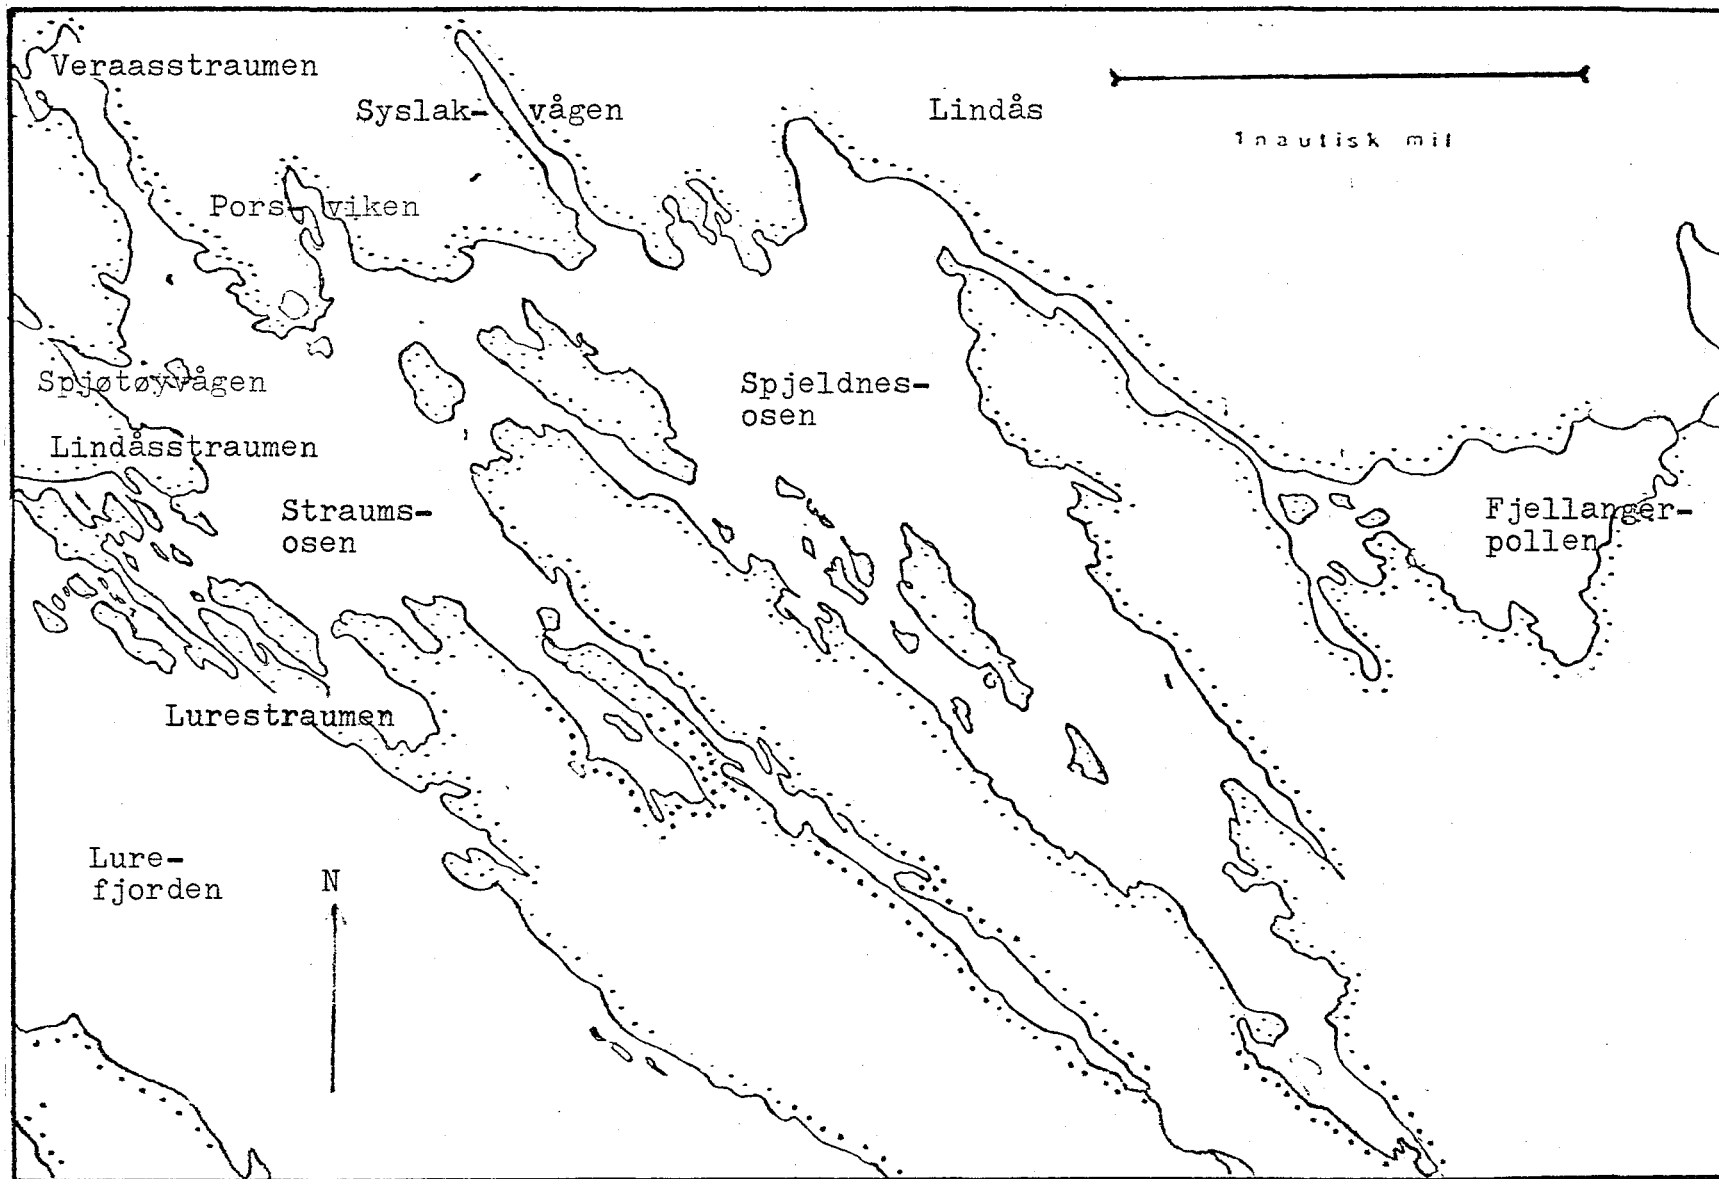 Veraasstraumen
Syslak- vågen
Lindås
1 nautisk mil
Pors- viken
Spjøtøyvågen
Spjeldnes-
osen
Lindåsstraumen
Straums-
osen
Fjellanger-
pollen
Lurestraumen
Lure-
fjorden
N